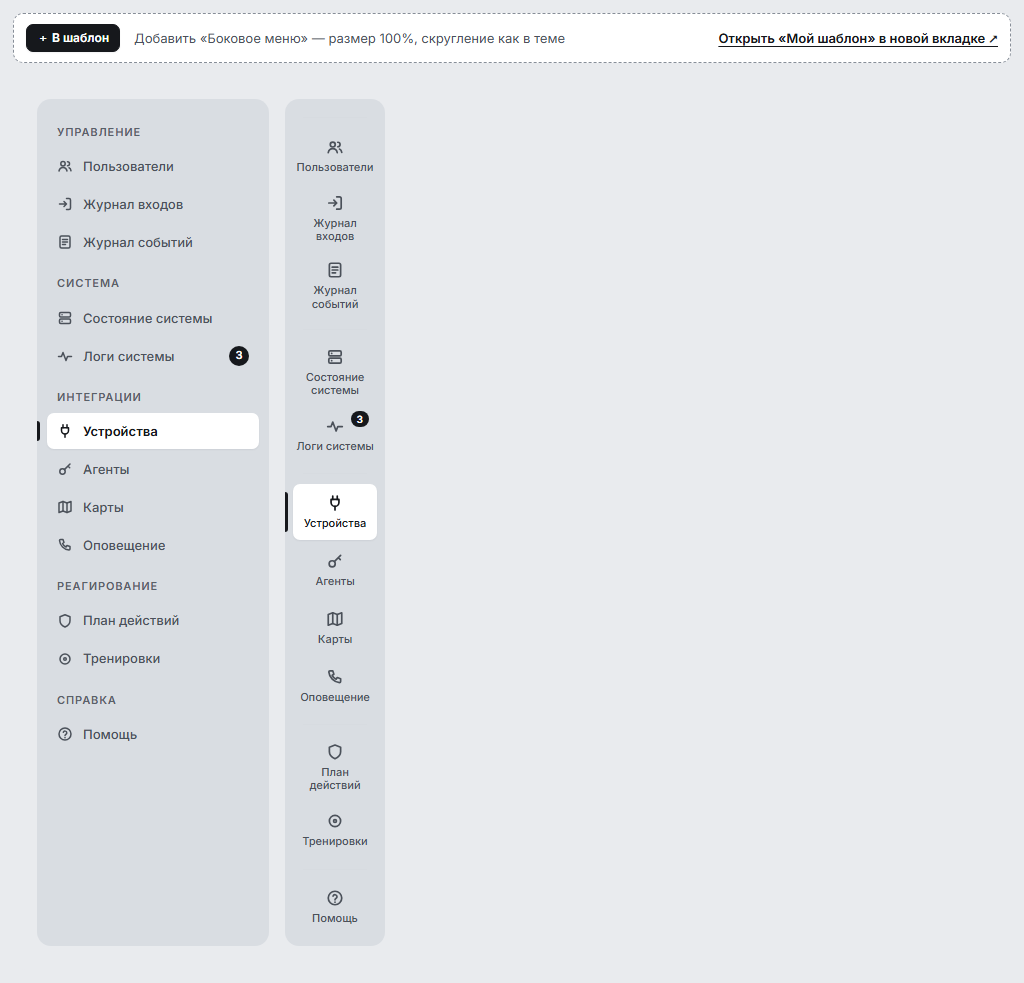 + В шаблон
Добавить «Боковое меню» — размер 100%, скругление как в теме
Открыть «Мой шаблон» в новой вкладке ↗
УПРАВЛЕНИЕ
Пользователи
Журнал входов
Журнал событий
СИСТЕМА
Состояние системы
Логи системы 3
ИНТЕГРАЦИИ
Устройства
Агенты
Карты
Оповещение
РЕАГИРОВАНИЕ
План действий
Тренировки
СПРАВКА
Помощь
Пользователи
Журнал
входов
Журнал
событий
Состояние
системы
3
Логи системы
Устройства
Агенты
Карты
Оповещение
План
действий
Тренировки
Помощь